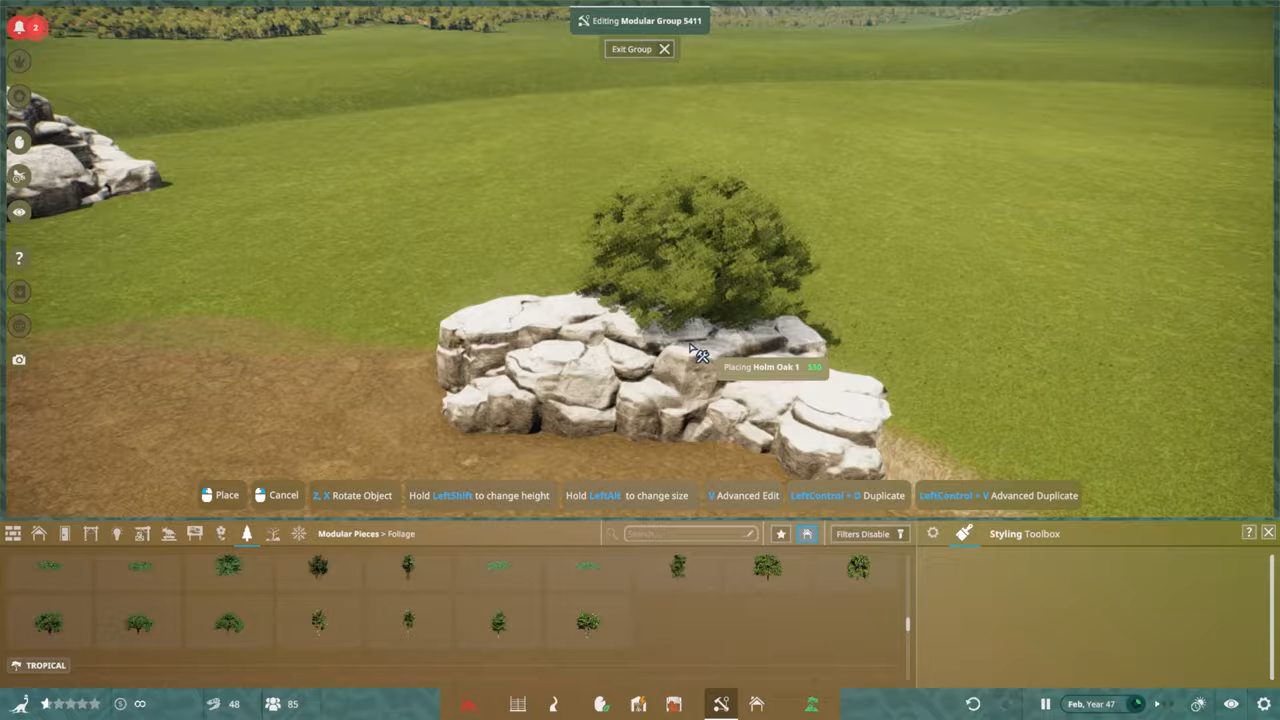 2
Editing Modular Group 5411
Exit Group
?
Placing Holm Oak 1 $50
Place
Cancel
Z, X Rotate Object
Hold LeftShift to change height
Hold LeftAlt to change size
V Advanced Edit
LeftControl + D Duplicate
LeftControl + V Advanced Duplicate
Modular Pieces > Foliage
Search...
Filters Disable
Styling Toolbox
?
TROPICAL
∞
48
85
Feb, Year 47